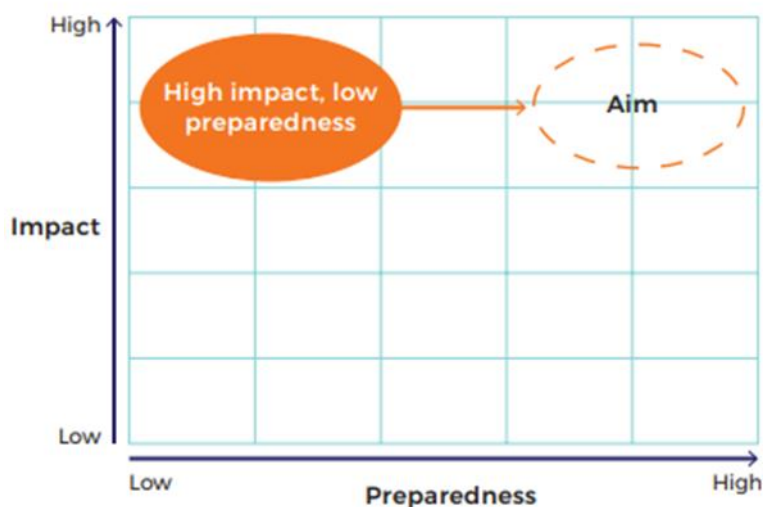 High
High impact, low
preparedness
Aim
Impact
Low
Low
High
Preparedness